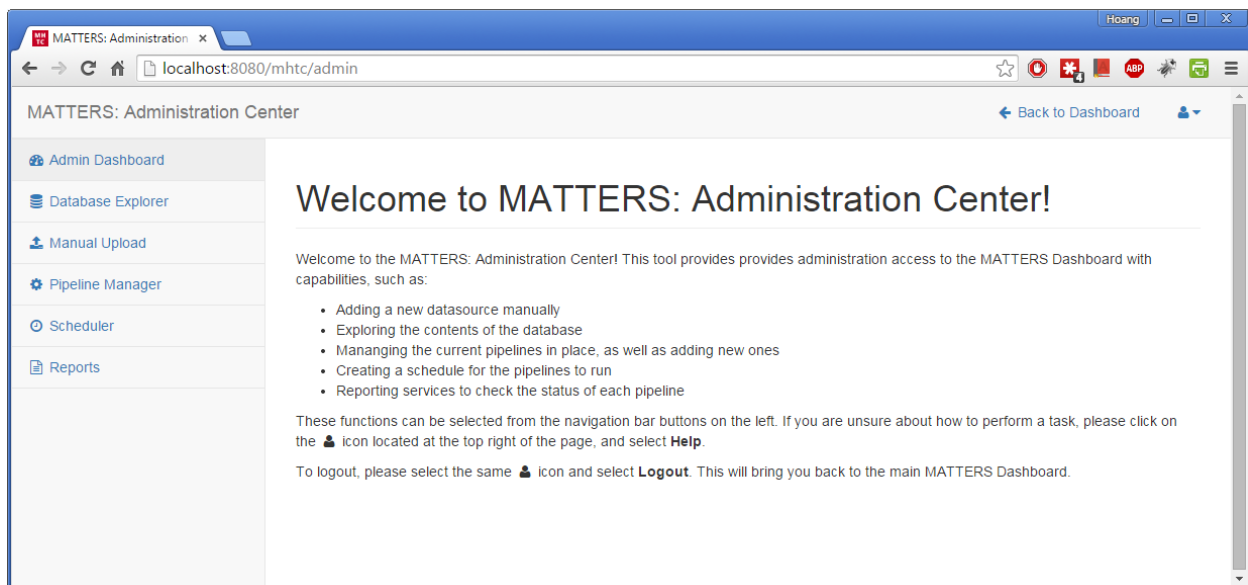 Hoang
MH
TC
MATTERS: Administration
localhost:8080/mhtc/admin
4
ABP
MATTERS: Administration Center
Back to Dashboard
Admin Dashboard
Database Explorer
Manual Upload
Pipeline Manager
Scheduler
Reports
Welcome to MATTERS: Administration Center!
Welcome to the MATTERS: Administration Center! This tool provides provides administration access to the MATTERS Dashboard with
capabilities, such as:
• Adding a new datasource manually
• Exploring the contents of the database
• Mananging the current pipelines in place, as well as adding new ones
• Creating a schedule for the pipelines to run
• Reporting services to check the status of each pipeline
These functions can be selected from the navigation bar buttons on the left. If you are unsure about how to perform a task, please click on
the icon located at the top right of the page, and select Help.
To logout, please select the same icon and select Logout. This will bring you back to the main MATTERS Dashboard.